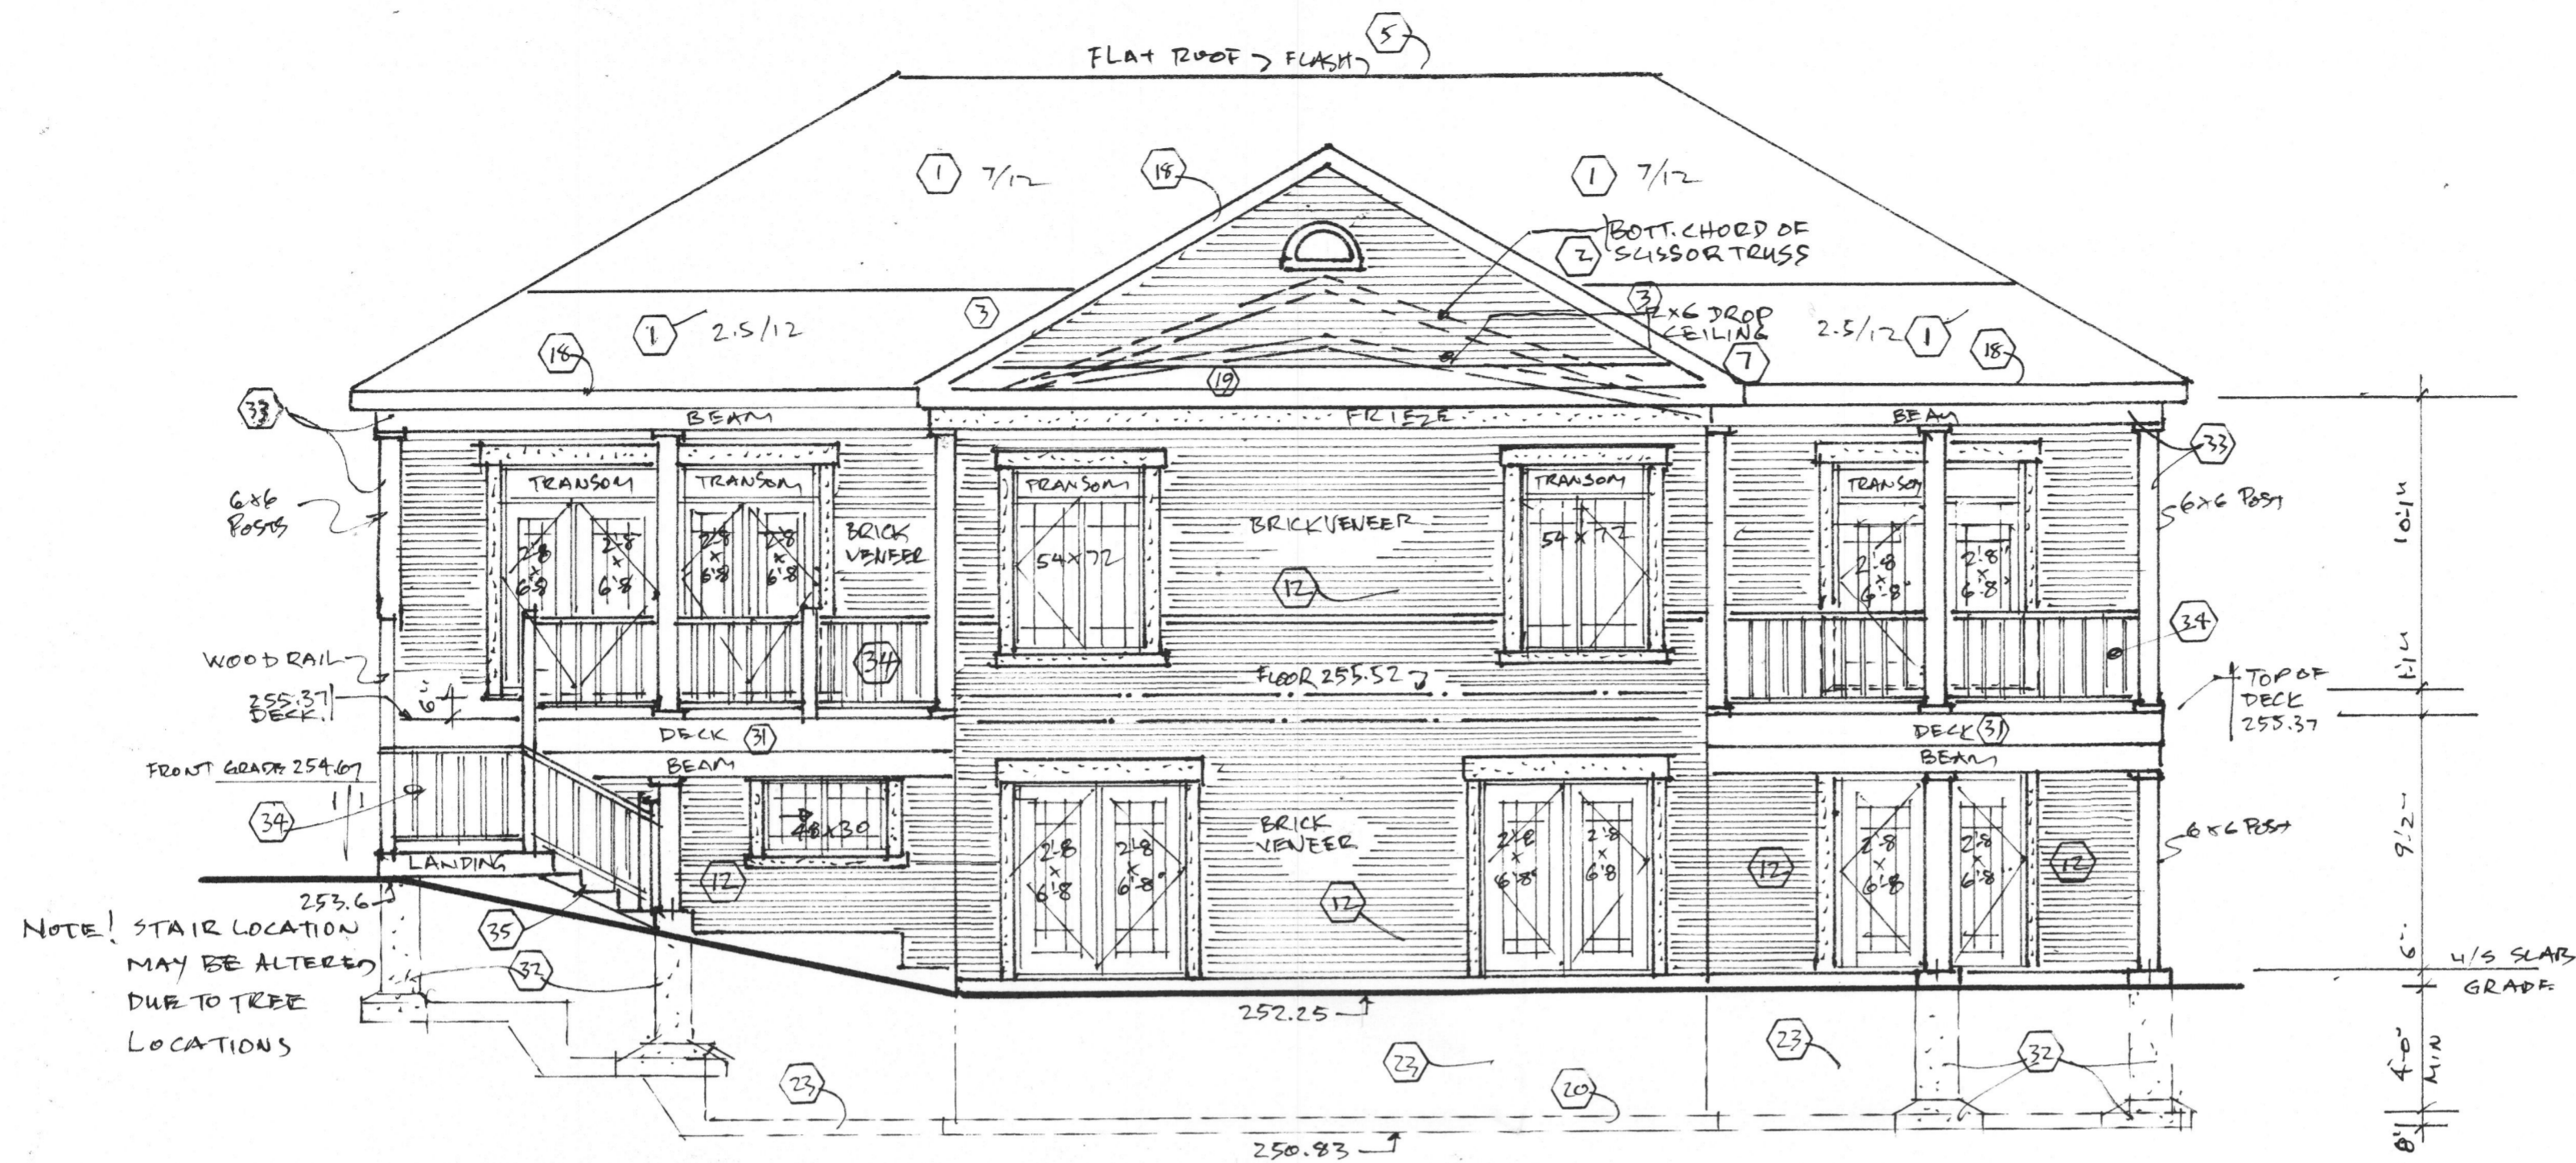 FLAT ROOF FLASH
5
1 7/12
18
1 7/12
BOTT. CHORD OF
2 SCISSOR TRUSS
3
3
2x6 DROP
CEILING
1 2.5/12
2.5/12 1
18
18
7
19
33
BEAM
FRIEZE
BEAM
33
TRANSOM
TRANSOM
TRANSOM
TRANSOM
TRANSOM
6x6
POSTS
6x6 POST
BRICK
VENEER
BRICK VENEER
2'8
x
6'8
2'8
x
6'8
2'8
x
6'8
2'8
x
6'8
54x72
54x72
2'8
x
6'8"
2'8"
x
6'8"
10'-1"
12
34
34
WOOD RAIL
255.37
DECK
6"
FLOOR 255.52
TOP OF
DECK
255.37
DECK 31
DECK 31
BEAM
BEAM
FRONT GRADE 254.67
34
48x30
BRICK
VENEER
2'8
x
6'8
2'8
x
6'8
2'8
x
6'8"
2'8
x
6'8
2'8
x
6'8
2'8
x
6'8
6x6 POST
9'2"
12
12
12
12
LANDING
253.6
35
32
NOTE! STAIR LOCATION
MAY BE ALTERED
DUE TO TREE
LOCATIONS
6"
U/S SLAB
GRADE
252.25
23
23
23
20
32
4'-0"
MIN
8"
250.83